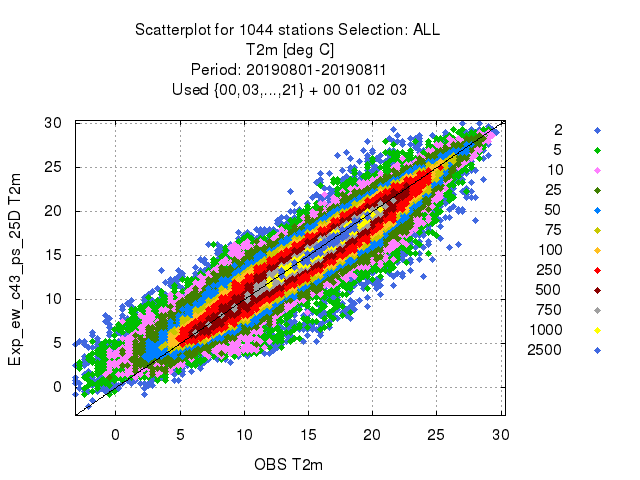 Scatterplot for 1044 stations Selection: ALL
T2m [deg C]
Period: 20190801-20190811
Used {00,03,...,21} + 00 01 02 03
Exp_ew_c43_ps_25D T2m
30
25
20
15
10
5
0
0 5 10 15 20 25 30
OBS T2m
2
5
10
25
50
75
100
250
500
750
1000
2500